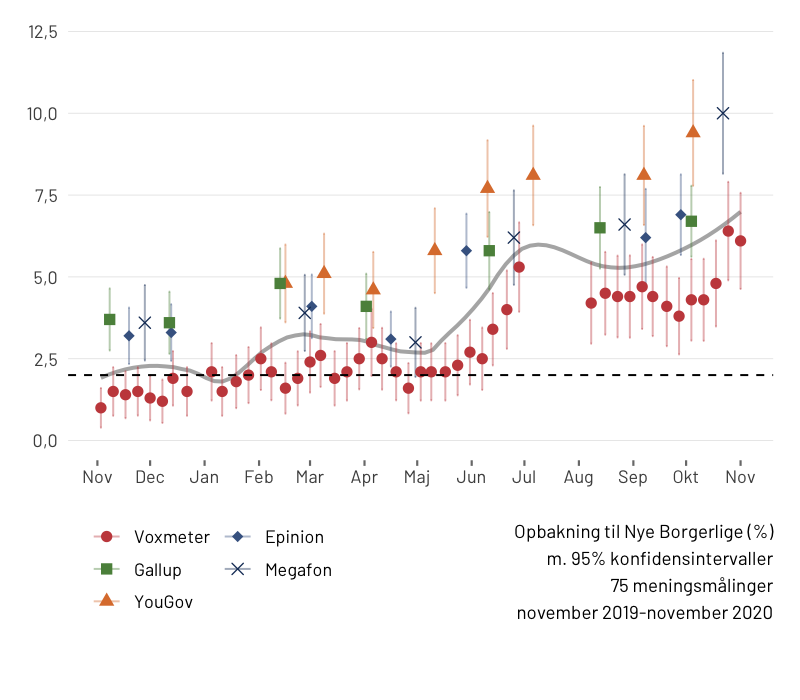 12,5
10,0
7,5
5,0
2,5
0,0
Nov Dec Jan Feb Mar Apr Maj Jun Jul Aug Sep Okt Nov
Voxmeter Epinion
Gallup Megafon
YouGov
Opbakning til Nye Borgerlige (%)
m. 95% konfidensintervaller
75 meningsmålinger
november 2019-november 2020